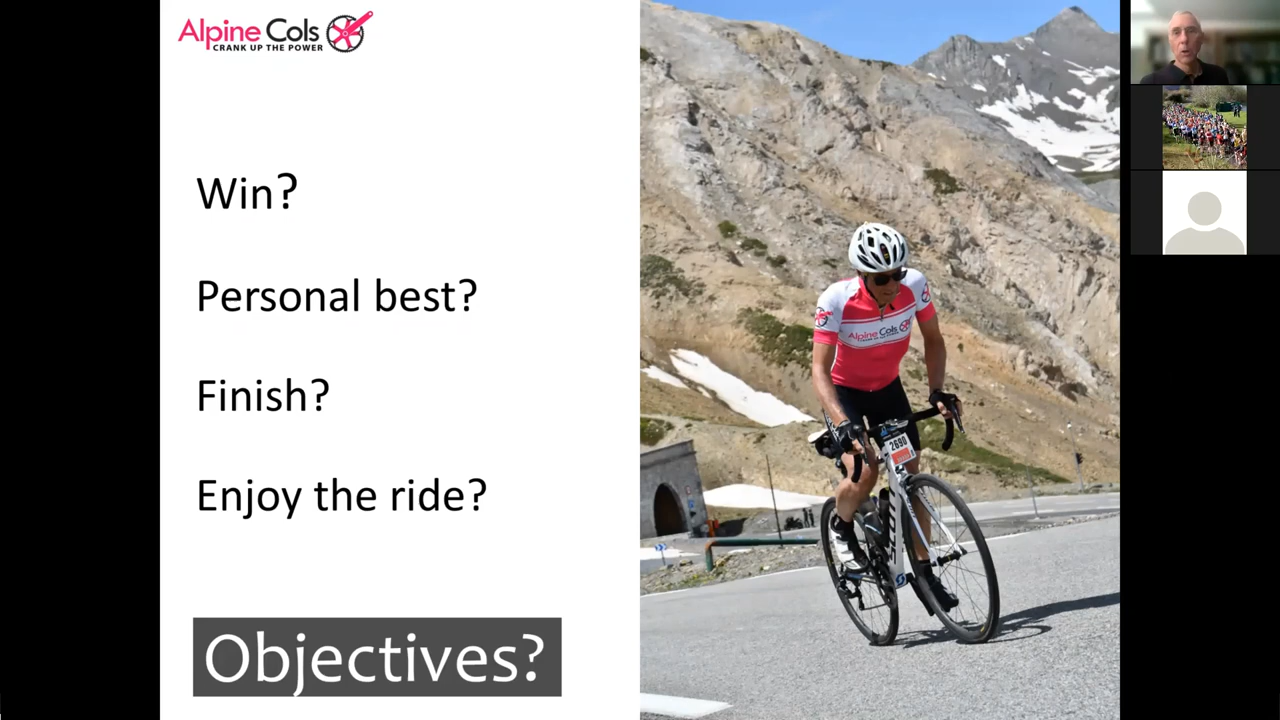 Alpine Cols
CRANK UP THE POWER
Win?
Personal best?
Finish?
Enjoy the ride?
Objectives?
Alpine Cols
2690